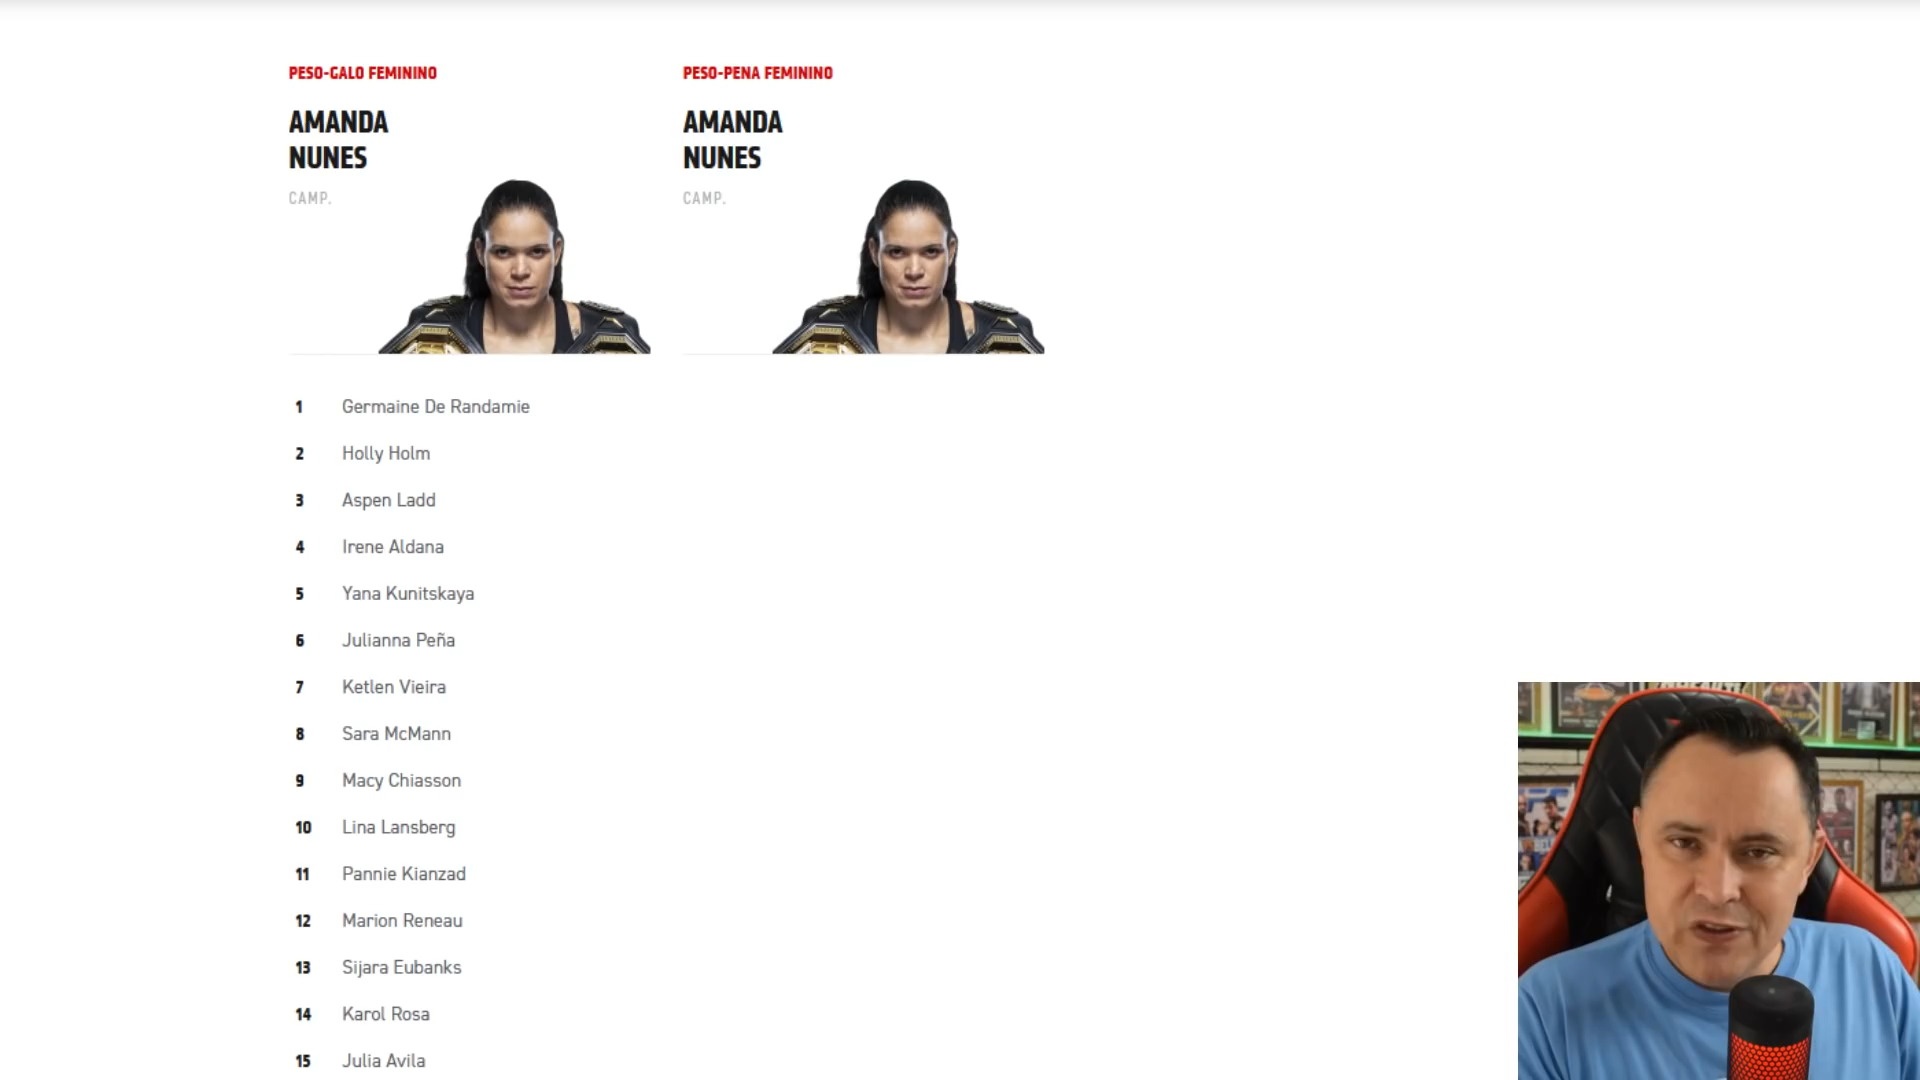 PESO-GALO FEMININO
AMANDA
NUNES
CAMP.
PESO-PENA FEMININO
AMANDA
NUNES
CAMP.
1 Germaine De Randamie
2 Holly Holm
3 Aspen Ladd
4 Irene Aldana
5 Yana Kunitskaya
6 Julianna Peña
7 Ketlen Vieira
8 Sara McMann
9 Macy Chiasson
10 Lina Lansberg
11 Pannie Kianzad
12 Marion Reneau
13 Sijara Eubanks
14 Karol Rosa
15 Julia Avila